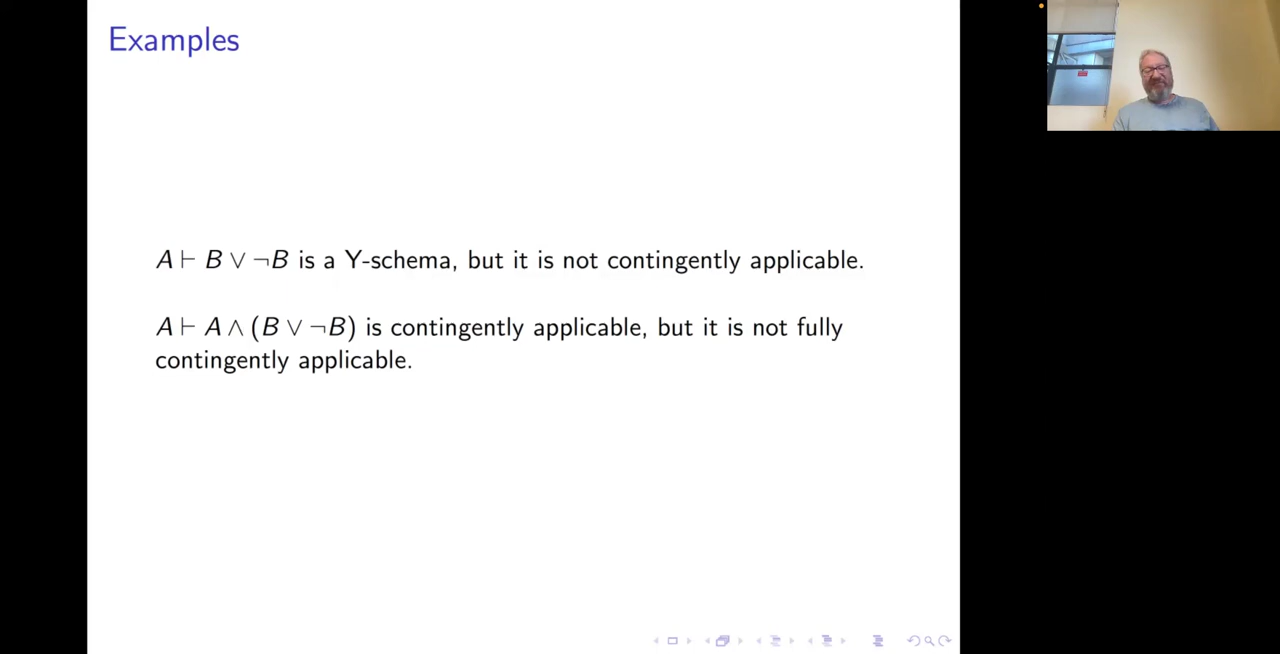 Examples
A ⊢ B ∨ ¬B is a Y-schema, but it is not contingently applicable.
A ⊢ A ∧ (B ∨ ¬B) is contingently applicable, but it is not fully
contingently applicable.